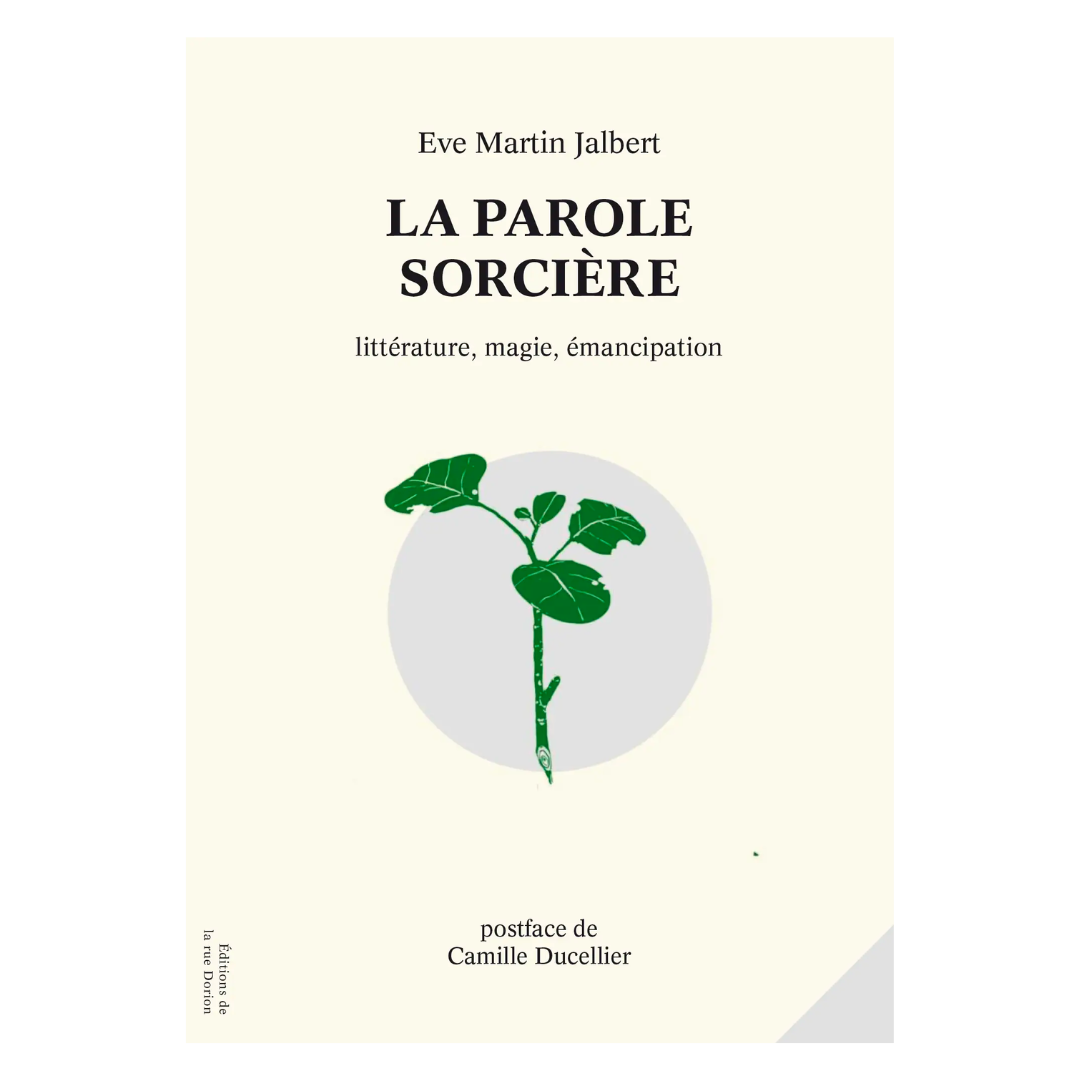 Eve Martin Jalbert
LA PAROLE
SORCIÈRE
littérature, magie, émancipation
postface de
Camille Ducellier
Éditions de
la rue Dorion